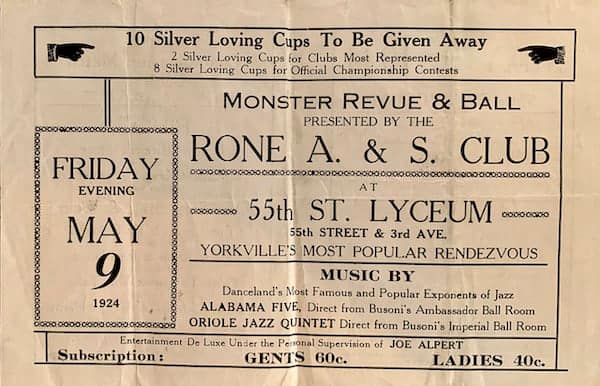 10 Silver Loving Cups To Be Given Away
2 Silver Loving Cups for Clubs Most Represented
8 Silver Loving Cups for Official Championship Contests
MONSTER REVUE & BALL
PRESENTED BY THE
RONE A. & S. CLUB
AT
55th ST. LYCEUM
55th STREET & 3rd AVE.
YORKVILLE'S MOST POPULAR RENDEZVOUS
FRIDAY
EVENING
MAY
9
1924
MUSIC BY
Danceland's Most Famous and Popular Exponents of Jazz
ALABAMA FIVE, Direct from Busoni's Ambassador Ball Room
ORIOLE JAZZ QUINTET Direct from Busoni's Imperial Ball Room
Entertainment De Luxe Under the Personal Supervision of JOE ALPERT
Subscription: GENTS 60c. LADIES 40c.